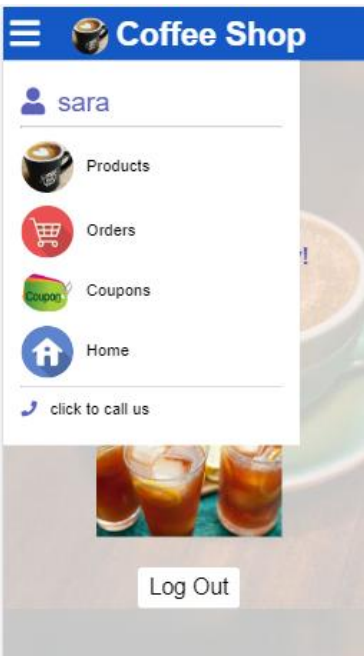 Coffee Shop
sara
Products
Orders
Coupon
Coupons
Home
click to call us
Log Out